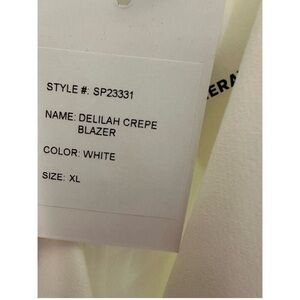 STYLE #: SP23331
NAME: DELILAH CREPE
BLAZER
COLOR: WHITE
SIZE: XL